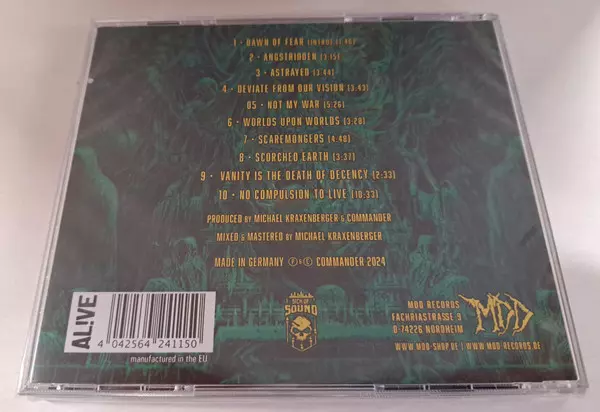 1 · DAWN OF FEAR (INTRO) [1:46]
2 · ANGSTRIDDEN [3:15]
3 · ASTRAYED [3:44]
4 · DEVIATE FROM OUR VISION [3:43]
05 · NOT MY WAR [5:26]
6 · WORLDS UPON WORLDS [3:28]
7 · SCAREMONGERS [4:48]
8 · SCORCHED EARTH [3:37]
9 · VANITY IS THE DEATH OF DECENCY [2:33]
10 · NO COMPULSION TO LIVE [10:33]
PRODUCED BY MICHAEL KRAXENBERGER & COMMANDER
MIXED & MASTERED BY MICHAEL KRAXENBERGER
MADE IN GERMANY ℗ & © COMMANDER 2024
AL!VE
4 042564 241150
manufactured in the EU
SICK OF
SOUND
MDD RECORDS
FACHRIASTRASSE 9
D-74226 NORDHEIM
WWW.MDD-SHOP.DE | WWW.MDD-RECORDS.DE
MDD